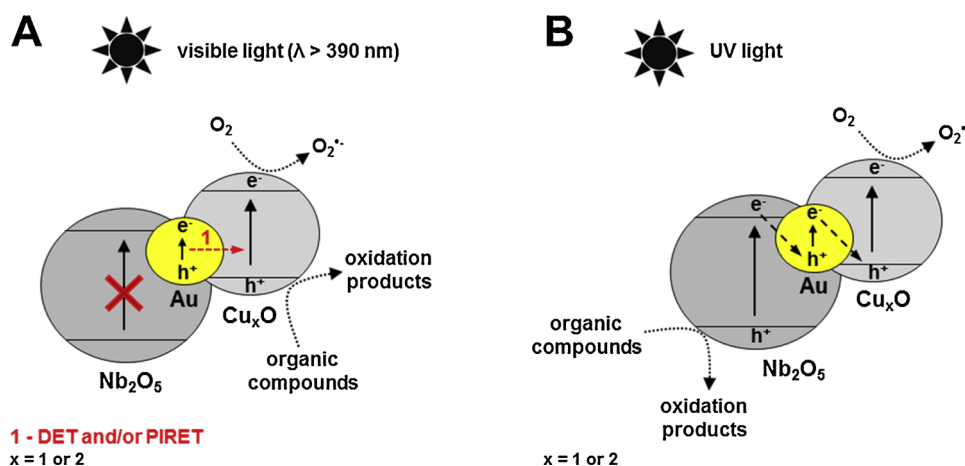 A
visible light (λ > 390 nm)
O₂
O₂•-
e-
e-
1
h+
h+
Au
CuxO
oxidation
products
organic
compounds
Nb₂O₅
1 - DET and/or PIRET
x = 1 or 2
B
UV light
O₂
O₂•
e-
e-
e-
h+
h+
Au
CuxO
organic
compounds
h+
Nb₂O₅
oxidation
products
x = 1 or 2